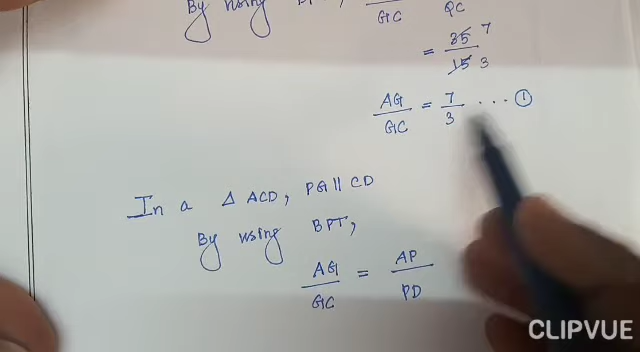 By using
AG/GC QC
= 35/15 7/3
AG/GC = 7/3 .... ①
In a Δ ACD, PG || CD
By using BPT,
AG/GC = AP/PD
CLIPVUE